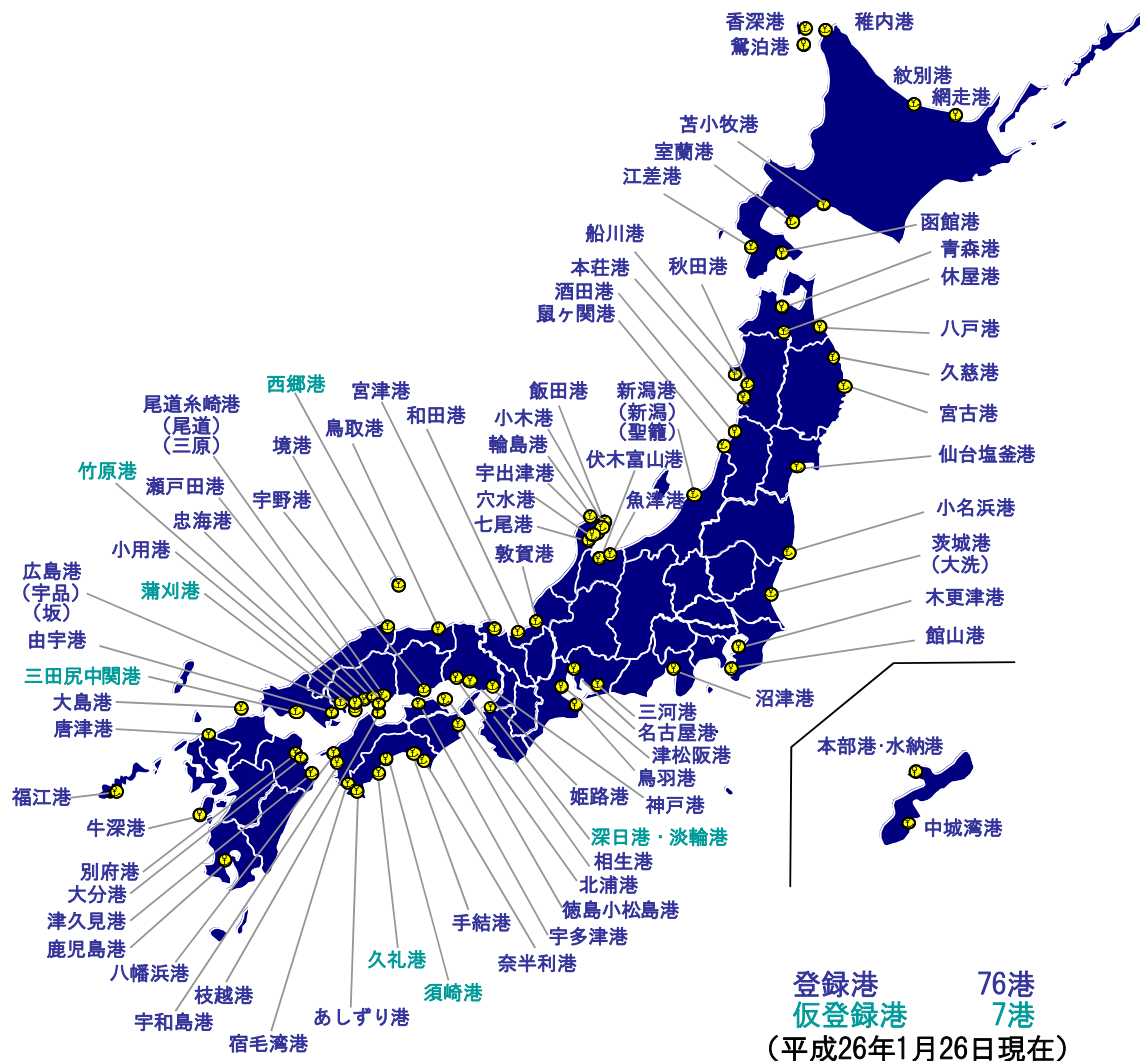 香深港
稚内港
鴛泊港
紋別港
網走港
苫小牧港
室蘭港
江差港
船川港
函館港
青森港
本荘港
秋田港
休屋港
酒田港
鼠ヶ関港
八戸港
久慈港
宮古港
仙台塩釜港
小名浜港
茨城港
(大洗)
木更津港
館山港
西郷港
宮津港
飯田港
新潟港
(新潟)
(聖籠)
尾道糸崎港
(尾道)
(三原)
鳥取港
和田港
小木港
境港
輪島港
伏木富山港
竹原港
宇出津港
瀬戸田港
宇野港
穴水港
魚津港
忠海港
七尾港
小用港
敦賀港
広島港
(宇品)
(坂)
蒲刈港
由宇港
三田尻中関港
大島港
唐津港
福江港
牛深港
別府港
大分港
津久見港
鹿児島港
八幡浜港
枝越港
宇和島港
宿毛湾港
あしずり港
久礼港
須崎港
手結港
奈半利港
宇多津港
徳島小松島港
北浦港
相生港
深日港・淡輪港
神戸港
姫路港
鳥羽港
津松阪港
名古屋港
三河港
沼津港
本部港・水納港
中城湾港
登録港 76港
仮登録港 7港
(平成26年1月26日現在)